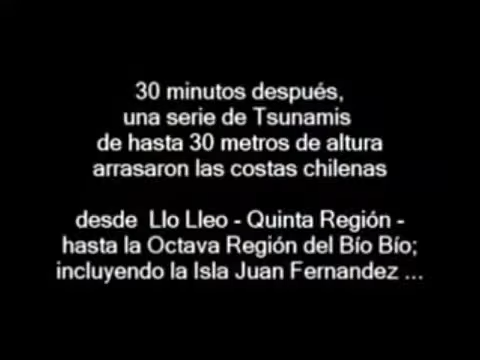 30 minutos después,
una serie de Tsunamis
de hasta 30 metros de altura
arrasaron las costas chilenas
desde Llo Lleo - Quinta Región -
hasta la Octava Región del Bío Bío;
incluyendo la Isla Juan Fernandez ...